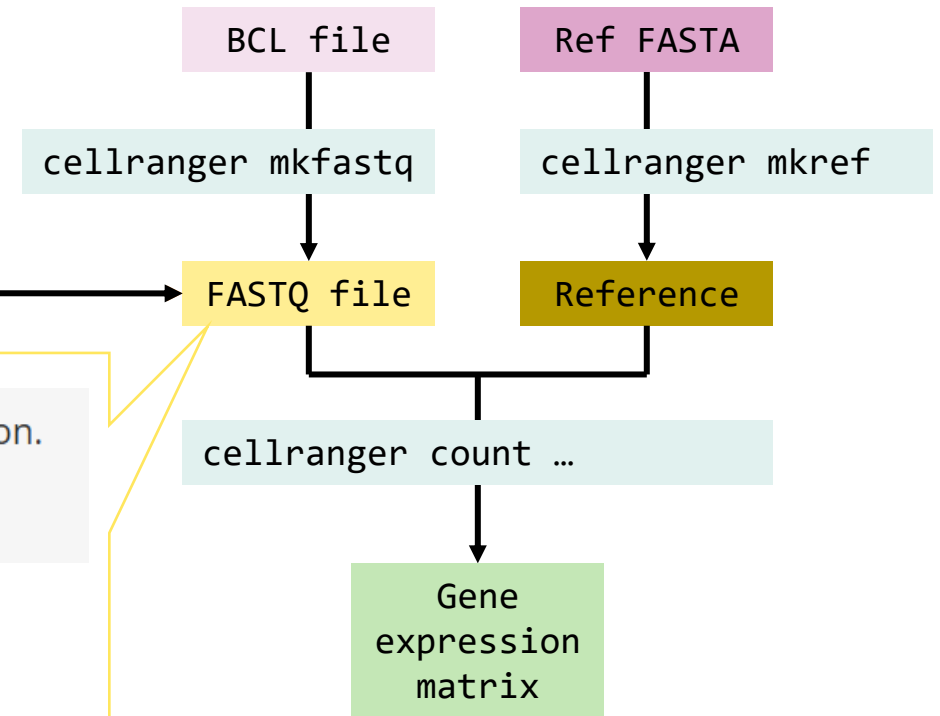 BCL file
Ref FASTA
cellranger mkfastq
cellranger mkref
FASTQ file
Reference
on.
cellranger count …
Gene
expression
matrix